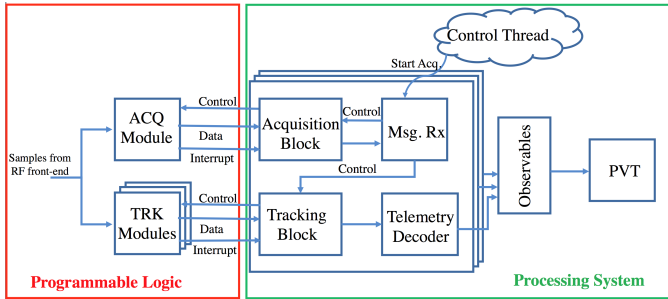 Control Thread
Start Acq.
Control
ACQ
Module
Data
Interrupt
Acquisition
Block
Control
Msg. Rx
Samples from
RF front-end
Control
Observables
PVT
TRK
Modules
Control
Data
Interrupt
Tracking
Block
Telemetry
Decoder
Programmable Logic
Processing System